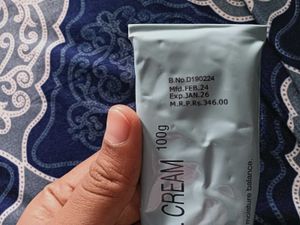 B.No.D190224
Mfd.FEB.24
Exp.JAN.26
M.R.P.Rs.346.00
CREAM 100g
moisture balance.